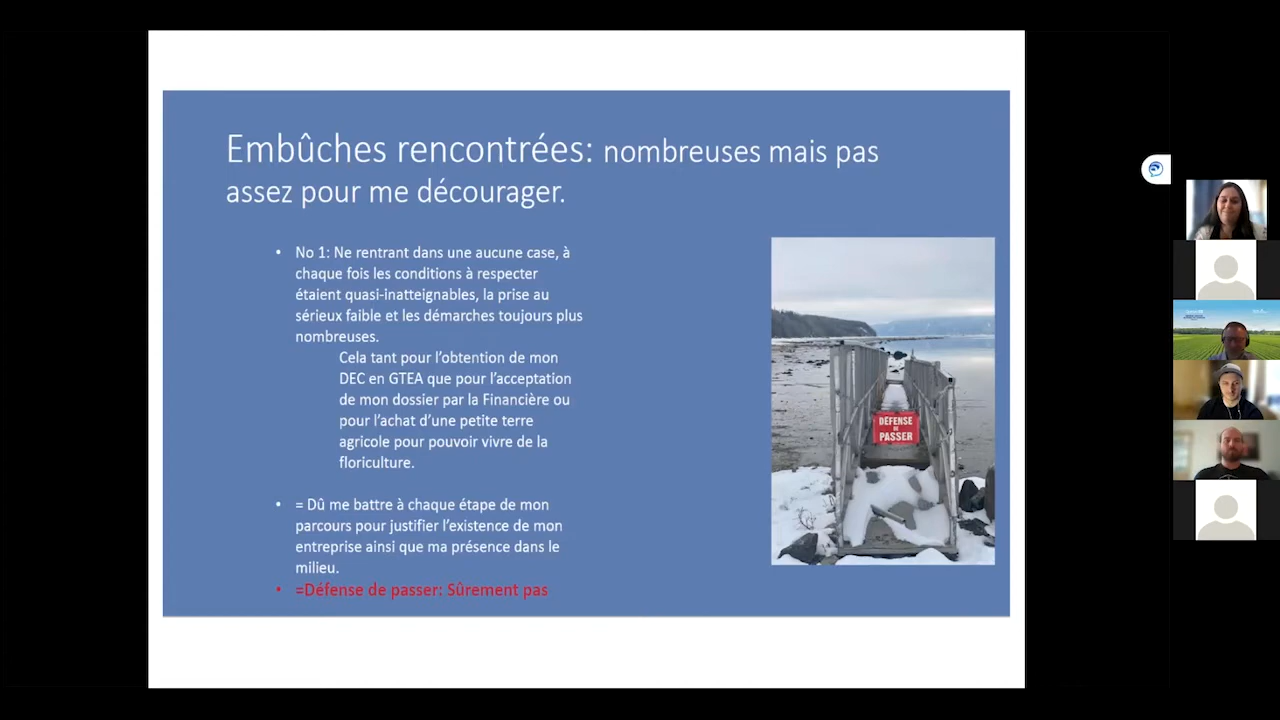 Embûches rencontrées: nombreuses mais pas
assez pour me décourager.
• No 1: Ne rentrant dans une aucune case, à
chaque fois les conditions à respecter
étaient quasi-inatteignables, la prise au
sérieux faible et les démarches toujours plus
nombreuses.
Cela tant pour l’obtention de mon
DEC en GTEA que pour l’acceptation
de mon dossier par la Financière ou
pour l’achat d’une petite terre
agricole pour pouvoir vivre de la
floriculture.
• = Dû me battre à chaque étape de mon
parcours pour justifier l’existence de mon
entreprise ainsi que ma présence dans le
milieu.
• =Défense de passer: Sûrement pas
DÉFENSE
DE
PASSER